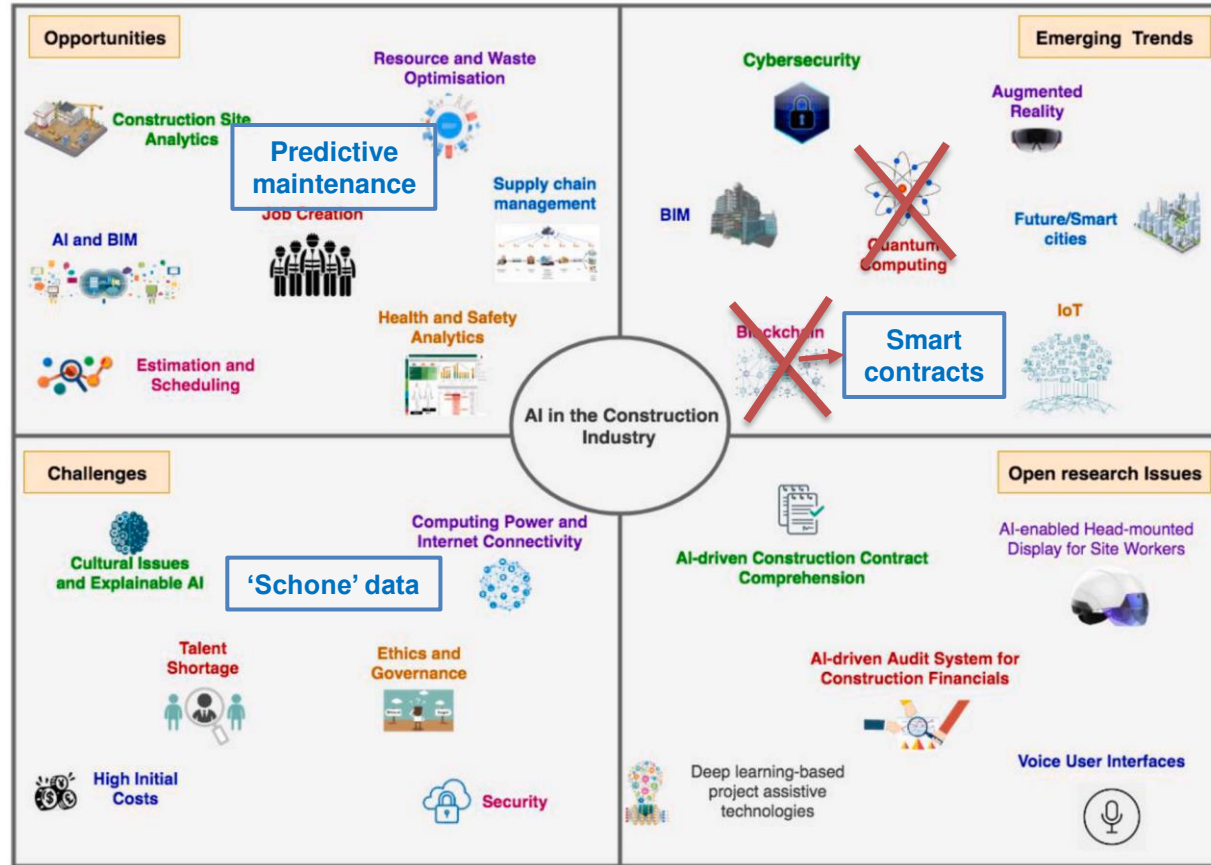 Opportunities
Resource and Waste
Optimisation
Construction Site
Analytics
Predictive
maintenance
Job Creation
Supply chain
management
AI and BIM
Health and Safety
Analytics
Estimation and
Scheduling
Emerging Trends
Cybersecurity
Augmented
Reality
BIM
Quantum
Computing
Future/Smart
cities
Blockchain
Smart
contracts
IoT
AI in the Construction
Industry
Challenges
Cultural Issues
and Explainable AI
‘Schone’ data
Computing Power and
Internet Connectivity
Talent
Shortage
Ethics and
Governance
High Initial
Costs
Security
Open research Issues
AI-driven Construction Contract
Comprehension
AI-enabled Head-mounted
Display for Site Workers
AI-driven Audit System for
Construction Financials
Deep learning-based
project assistive
technologies
Voice User Interfaces